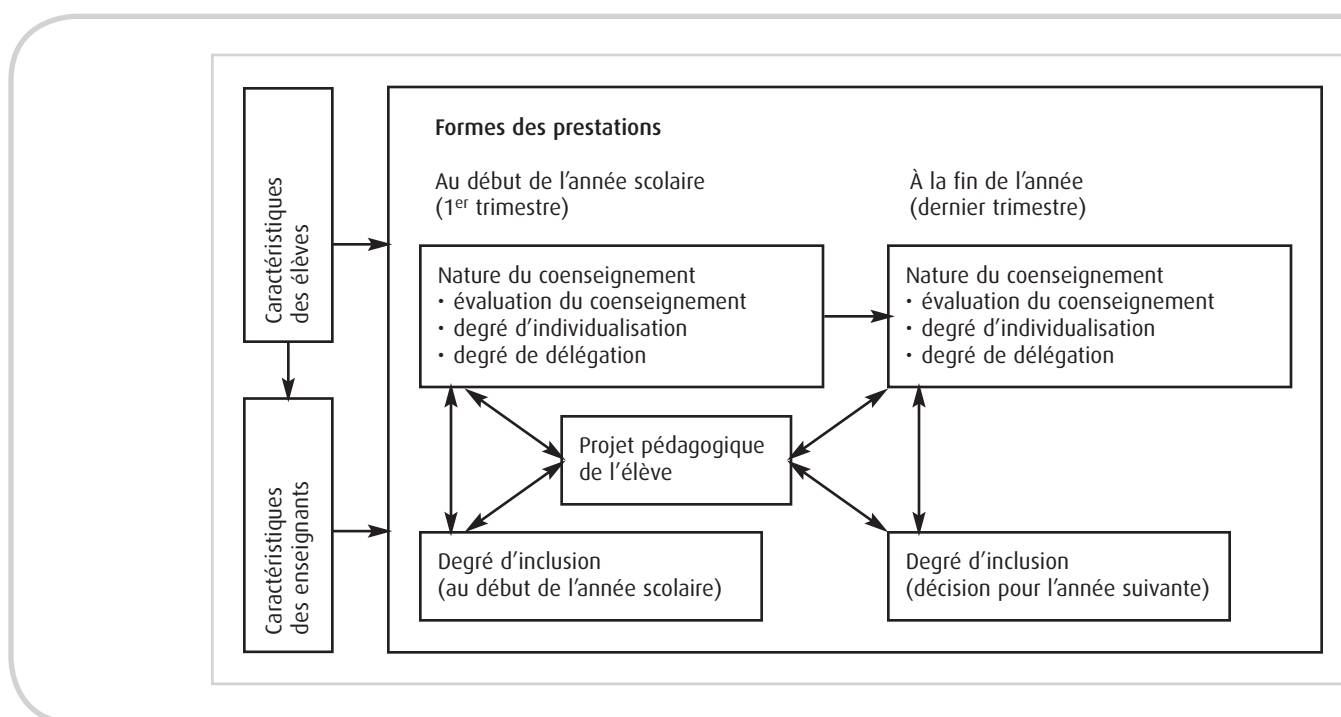 Caractéristiques
des élèves
Caractéristiques
des enseignants
Formes des prestations
Au début de l'année scolaire
(1er trimestre)
À la fin de l'année
(dernier trimestre)
Nature du coenseignement
• évaluation du coenseignement
• degré d'individualisation
• degré de délégation
Nature du coenseignement
• évaluation du coenseignement
• degré d'individualisation
• degré de délégation
Projet pédagogique
de l'élève
Degré d'inclusion
(au début de l'année scolaire)
Degré d'inclusion
(décision pour l'année suivante)